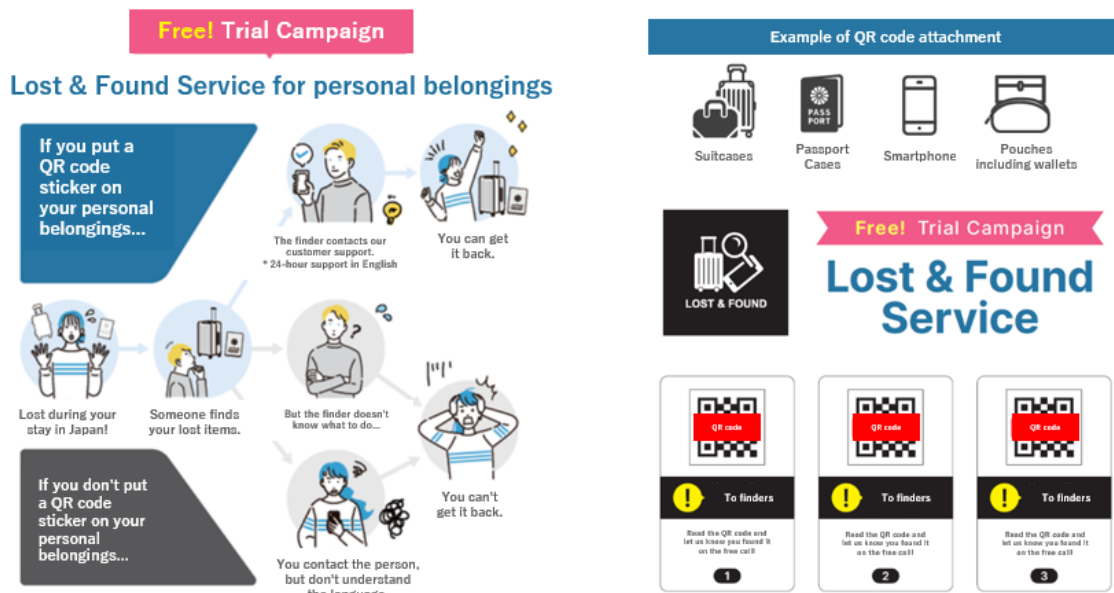 Free! Trial Campaign
Lost & Found Service for personal belongings
If you put a
QR code
sticker on
your personal
belongings...
The finder contacts our
customer support.
* 24-hour support in English
You can get
it back.
Lost during your
stay in Japan!
Someone finds
your lost items.
But the finder doesn't
know what to do...
You can't
get it back.
If you don't put
a QR code
sticker on your
personal
belongings...
You contact the person,
but don't understand
the language
Example of QR code attachment
PASS
PORT
Suitcases
Passport
Cases
Smartphone
Pouches
including wallets
LOST & FOUND
Free! Trial Campaign
Lost & Found
Service
QR code
To finders
Read the QR code and
let us know you found it
on the free call!
1
QR code
To finders
Read the QR code and
let us know you found it
on the free call!
2
QR code
To finders
Read the QR code and
let us know you found it
on the free call!
3